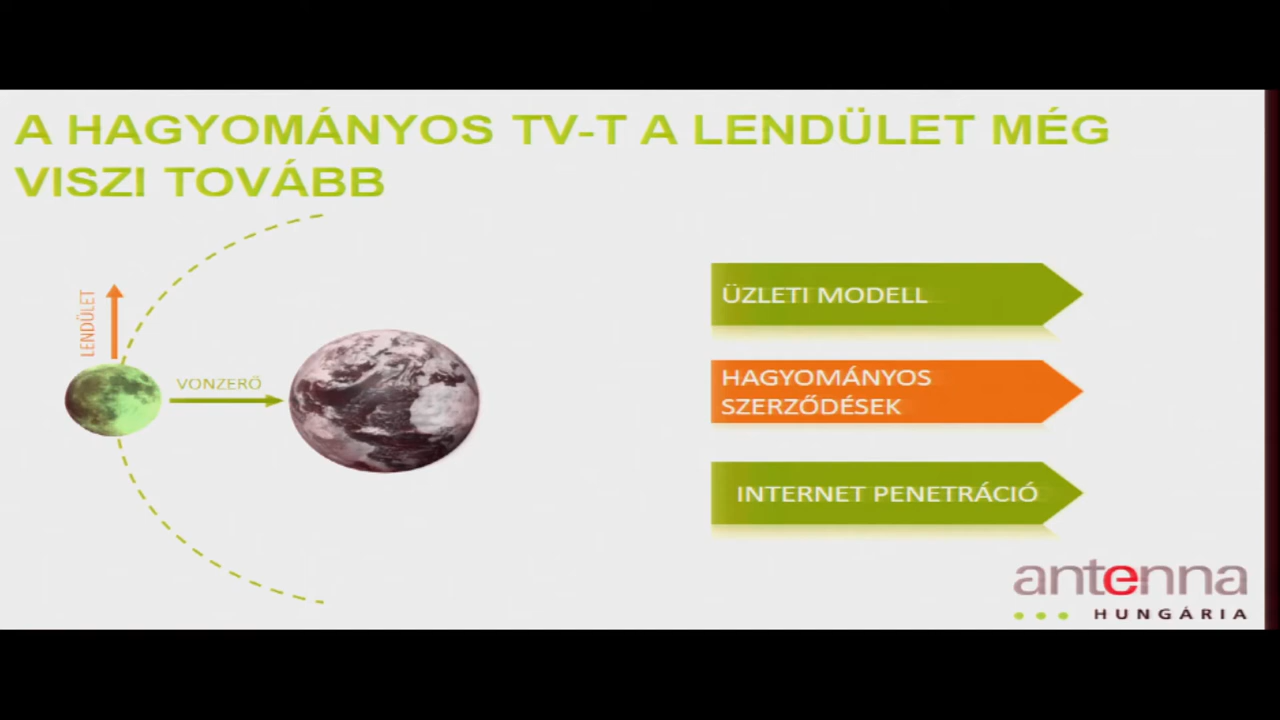 A HAGYOMÁNYOS TV-T A LENDÜLET MÉG
VISZI TOVÁBB
LENDÜLET
VONZERŐ
ÜZLETI MODELL
HAGYOMÁNYOS
SZERZŐDÉSEK
INTERNET PENETRÁCIÓ
antenna
HUNGÁRIA